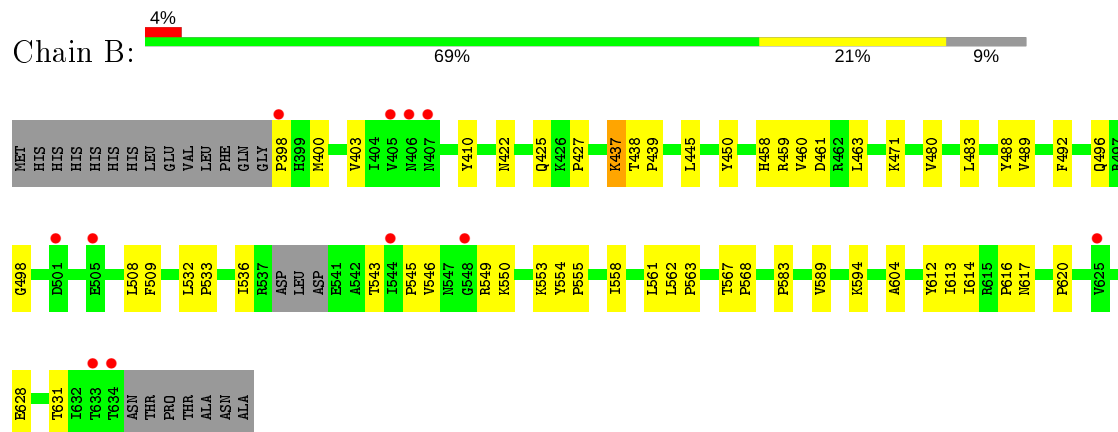 4%
Chain B:
69% 21% 9%
MET HIS HIS HIS HIS HIS HIS LEU GLU VAL LEU PHE GLN GLY P398 H399 M400 V403 I404 V405 N406 N407 Y410 N422 Q425 K426 P427 K437 T438 P439 L445 Y450 H458 R459 V460 D461 R462 L463 K471 V480 L483 Y488 V489 F492 Q496 R497
G498 D501 E505 L508 F509 L532 P533 I536 R537 ASP LEU ASP E541 A542 T543 I544 P545 V546 N547 G548 R549 K550 K553 Y554 P555 I558 L561 L562 P563 T567 P568 P583 V589 K594 A604 Y612 I613 I614 R615 P616 N617 P620 V625
E628 T631 I632 T633 T634 ASN THR PRO THR ALA ASN ALA